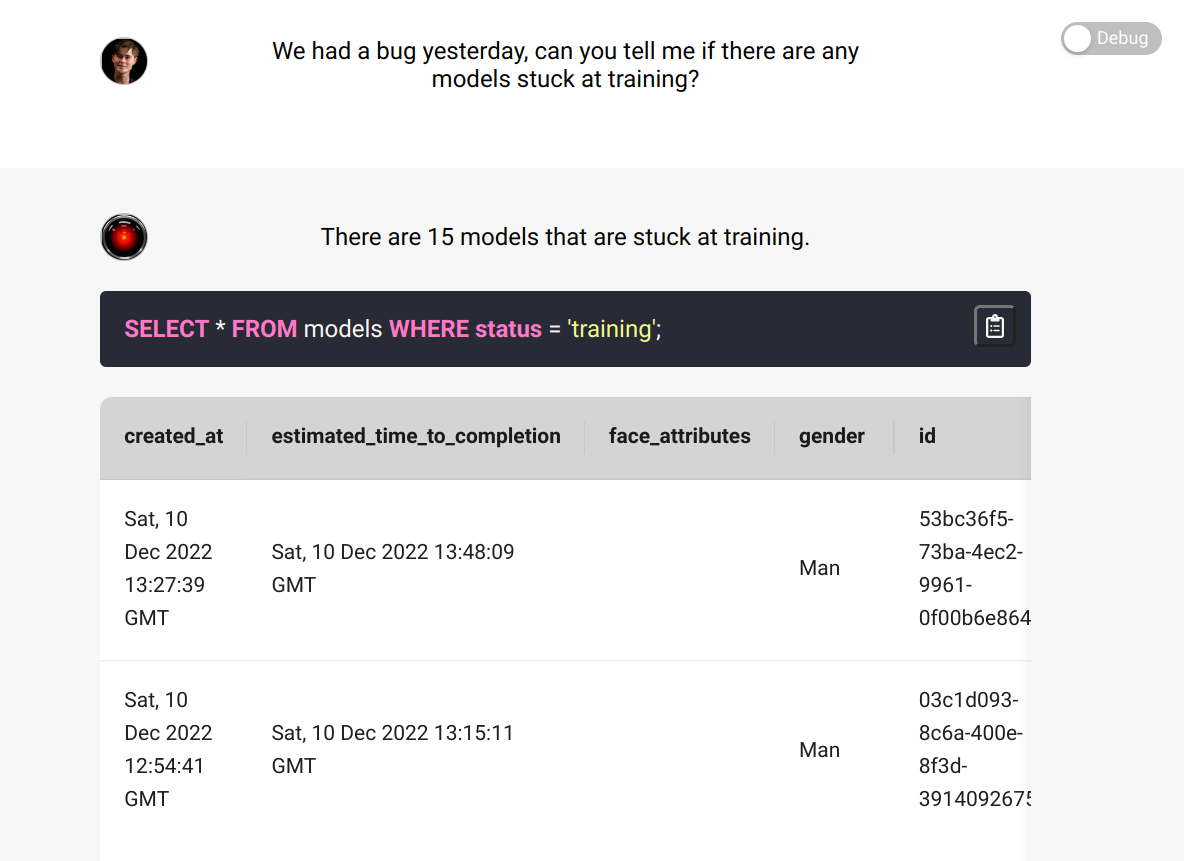 Debug
We had a bug yesterday, can you tell me if there are any
models stuck at training?
There are 15 models that are stuck at training.
SELECT * FROM models WHERE status = 'training';
created_at estimated_time_to_completion face_attributes gender id
Sat, 10
Dec 2022
13:27:39
GMT
Sat, 10 Dec 2022 13:48:09
GMT
Man
53bc36f5-
73ba-4ec2-
9961-
0f00b6e864
Sat, 10
Dec 2022
12:54:41
GMT
Sat, 10 Dec 2022 13:15:11
GMT
Man
03c1d093-
8c6a-400e-
8f3d-
3914092675